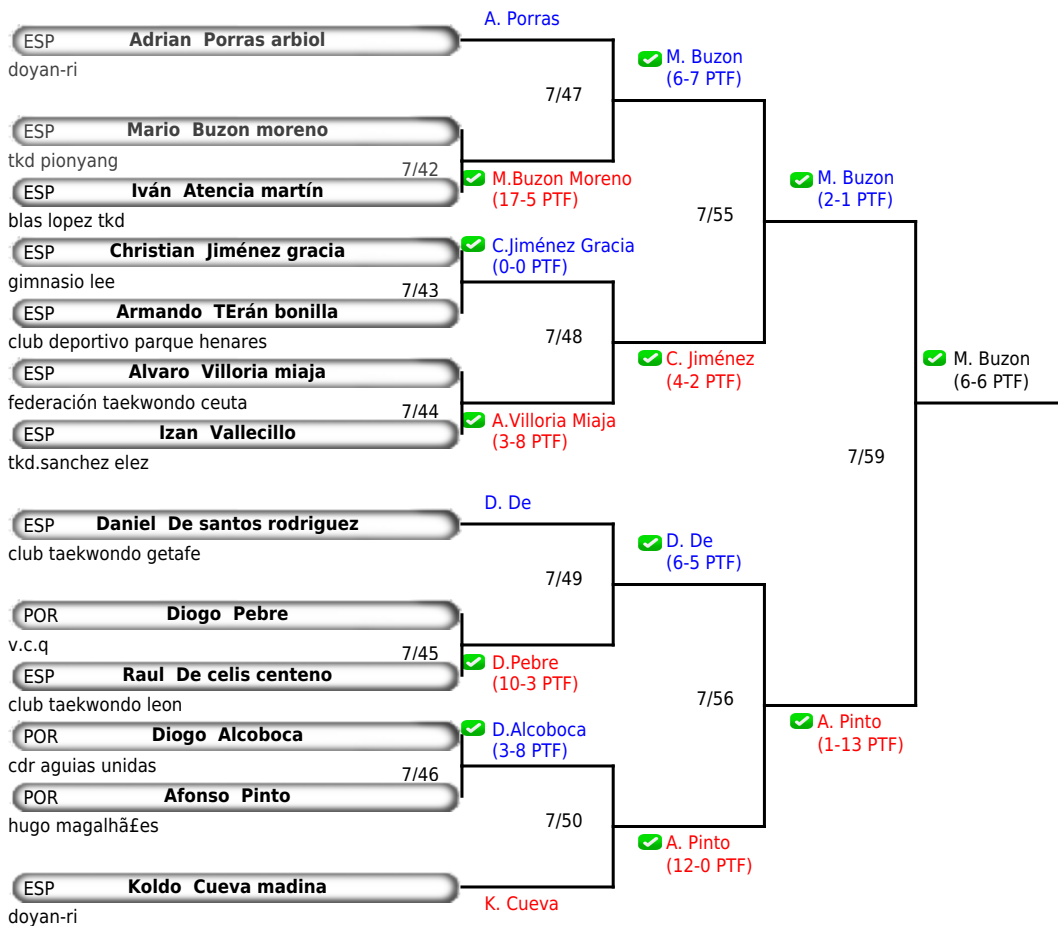 A. Porras
ESP Adrian Porras arbiol
doyan-ri
M. Buzon
(6-7 PTF)
7/47
ESP Mario Buzon moreno
tkd pionyang
7/42
M.Buzon Moreno
(17-5 PTF)
ESP Iván Atencia martín
blas lopez tkd
M. Buzon
(2-1 PTF)
7/55
ESP Christian Jiménez gracia
C.Jiménez Gracia
(0-0 PTF)
gimnasio lee
7/43
ESP Armando TErán bonilla
club deportivo parque henares
7/48
C. Jiménez
(4-2 PTF)
M. Buzon
(6-6 PTF)
ESP Alvaro Villoria miaja
federación taekwondo ceuta
7/44
A.Villoria Miaja
(3-8 PTF)
ESP Izan Vallecillo
tkd.sanchez elez
7/59
D. De
ESP Daniel De santos rodriguez
club taekwondo getafe
D. De
(6-5 PTF)
7/49
POR Diogo Pebre
v.c.q
7/45
D.Pebre
(10-3 PTF)
ESP Raul De celis centeno
club taekwondo leon
7/56
POR Diogo Alcoboca
D.Alcoboca
(3-8 PTF)
A. Pinto
(1-13 PTF)
cdr aguias unidas
7/46
POR Afonso Pinto
hugo magalhã£es
7/50
A. Pinto
(12-0 PTF)
ESP Koldo Cueva madina
K. Cueva
doyan-ri